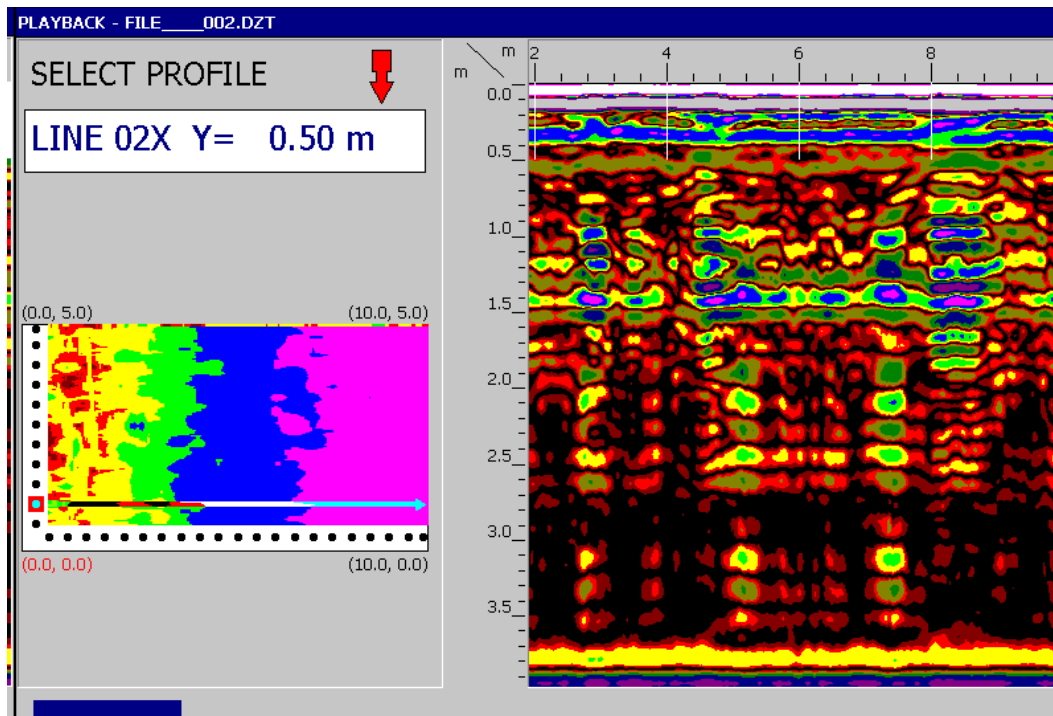 PLAYBACK - FILE____002.DZT
SELECT PROFILE
LINE 02X Y= 0.50 m
(0.0, 5.0) (10.0, 5.0)
(0.0, 0.0) (10.0, 0.0)
m
m
2 4 6 8
0.0
0.5
1.0
1.5
2.0
2.5
3.0
3.5